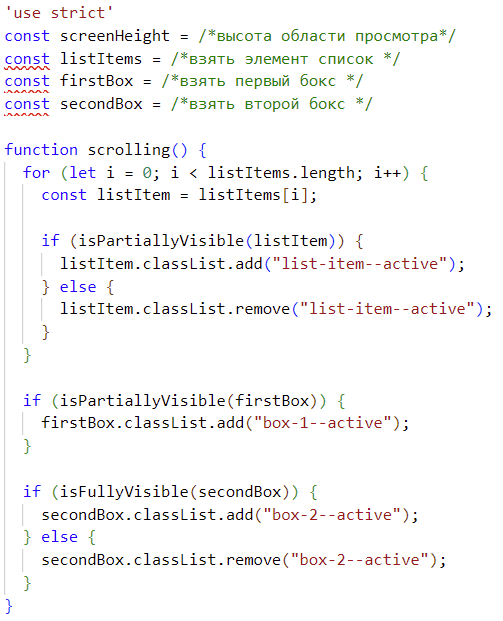 'use strict'
const screenHeight = /*высота области просмотра*/
const listItems = /*взять элемент список */
const firstBox = /*взять первый бокс */
const secondBox = /*взять второй бокс */
function scrolling() {
for (let i = 0; i < listItems.length; i++) {
const listItem = listItems[i];
if (isPartiallyVisible(listItem)) {
listItem.classList.add("list-item--active");
} else {
listItem.classList.remove("list-item--active");
}
}
if (isPartiallyVisible(firstBox)) {
firstBox.classList.add("box-1--active");
}
if (isFullyVisible(secondBox)) {
secondBox.classList.add("box-2--active");
} else {
secondBox.classList.remove("box-2--active");
}
}